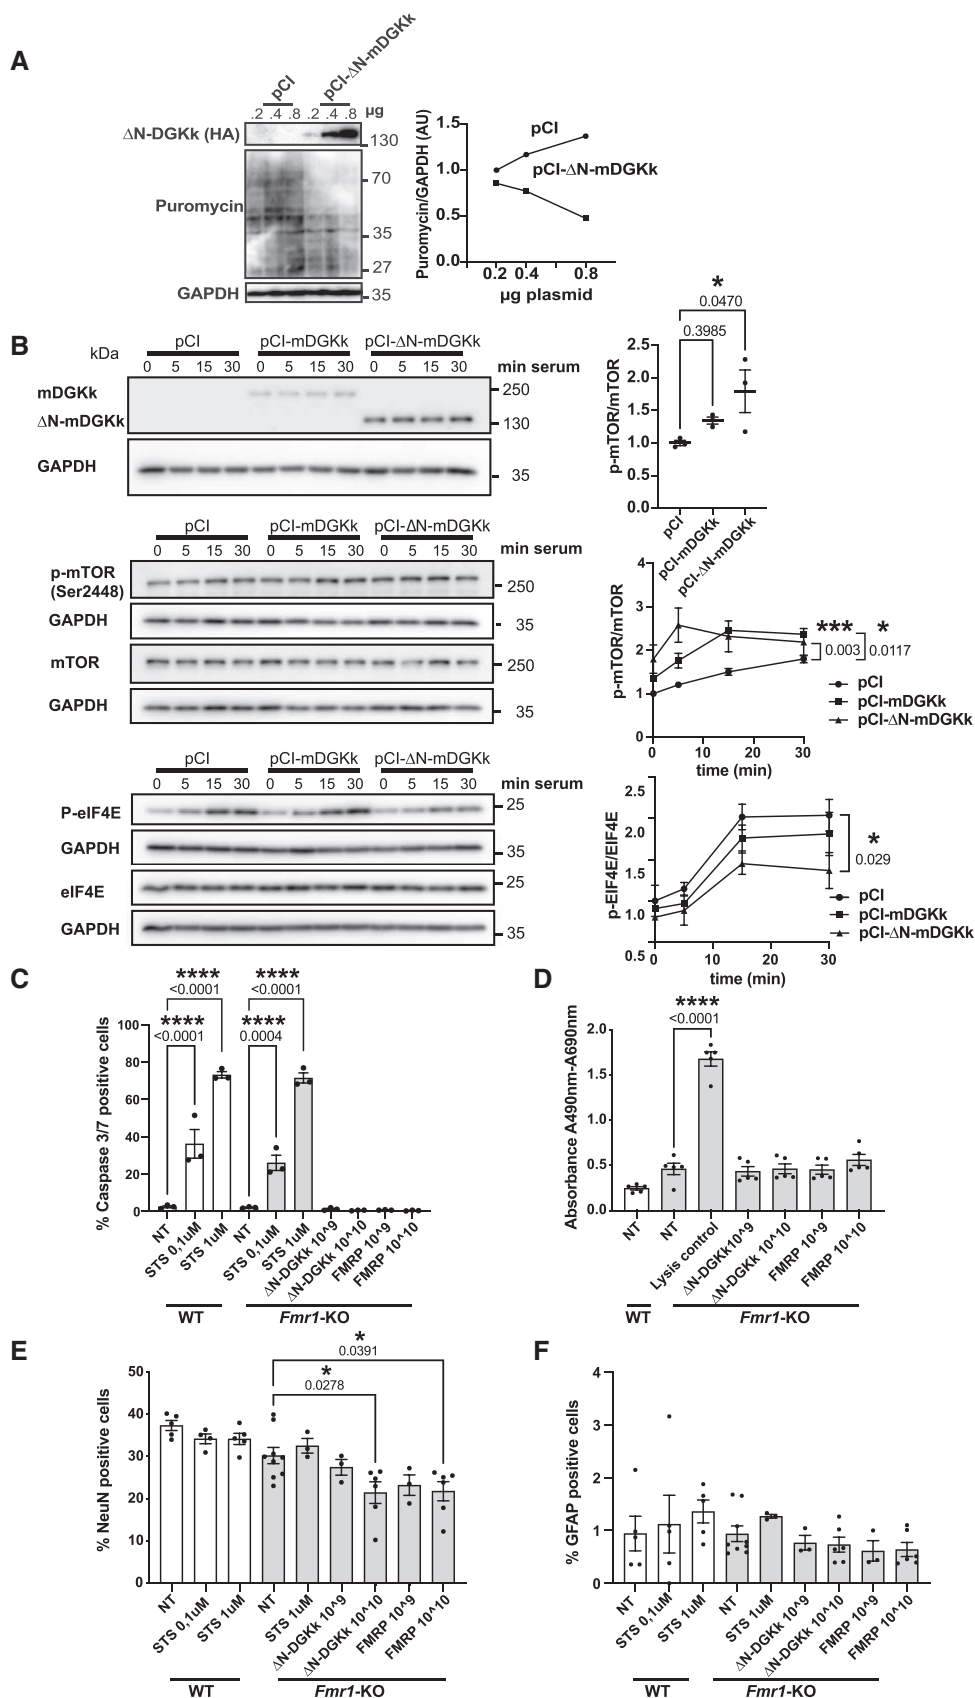 A
pCI
pCI-ΔN-mDGKk
.2 .4 .8 .2 .4 .8 µg
ΔN-DGKk (HA)
130
70
Puromycin
35
27
GAPDH
35
Puromycin/GAPDH (AU)
1.5
1.0
0.5
0.0
pCI
pCI-ΔN-mDGKk
0.2 0.4 0.8
µg plasmid
B
kDa
pCI pCI-mDGKk pCI-ΔN-mDGKk
0 5 15 30 0 5 15 30 0 5 15 30 min serum
mDGKk
250
ΔN-mDGKk
130
GAPDH
35
pCI pCI-mDGKk pCI-ΔN-mDGKk
0 5 15 30 0 5 15 30 0 5 15 30 min serum
p-mTOR
(Ser2448)
250
GAPDH
35
mTOR
250
GAPDH
35
pCI pCI-mDGKk pCI-ΔN-mDGKk
0 5 15 30 0 5 15 30 0 5 15 30 min serum
P-eIF4E
25
GAPDH
35
eIF4E
25
GAPDH
35
*
0.0470
0.3985
p-mTOR/mTOR
2.5
2.0
1.5
1.0
0.5
0.0
pCI
pCI-mDGKk
pCI-ΔN-mDGKk
p-mTOR/mTOR
4
3
2
1
0
*** *
0.003 0.0117
pCI
pCI-mDGKk
pCI-ΔN-mDGKk
0 10 20 30
time (min)
p-EIF4E/EIF4E
2.5
2.0
1.5
1.0
0.5
*
0.029
pCI
pCI-mDGKk
pCI-ΔN-mDGKk
0 10 20 30
time (min)
C
% Caspase 3/7 positive cells
100
80
60
40
20
0
****
<0.0001
****
<0.0001
****
<0.0001
****
0.0004
NT
STS 0,1uM
STS 1uM
NT
STS 0,1uM
STS 1uM
ΔN-DGKk 10^9
ΔN-DGKk 10^10
FMRP 10^9
FMRP 10^10
WT
Fmr1-KO
D
Absorbance A490nm-A690nm
2.0
1.5
1.0
0.5
0.0
****
<0.0001
NT
NT
Lysis control
ΔN-DGKk10^9
ΔN-DGKk 10^10
FMRP 10^9
FMRP 10^10
WT
Fmr1-KO
E
% NeuN positive cells
50
40
30
20
10
0
*
0.0391
*
0.0278
NT
STS 0,1uM
STS 1uM
NT
STS 1uM
ΔN-DGKk 10^9
ΔN-DGKk 10^10
FMRP 10^9
FMRP 10^10
WT
Fmr1-KO
F
% GFAP positive cells
4
3
2
1
0
NT
STS 0,1uM
STS 1uM
NT
STS 1uM
ΔN-DGKk 10^9
ΔN-DGKk 10^10
FMRP 10^9
FMRP 10^10
WT
Fmr1-KO